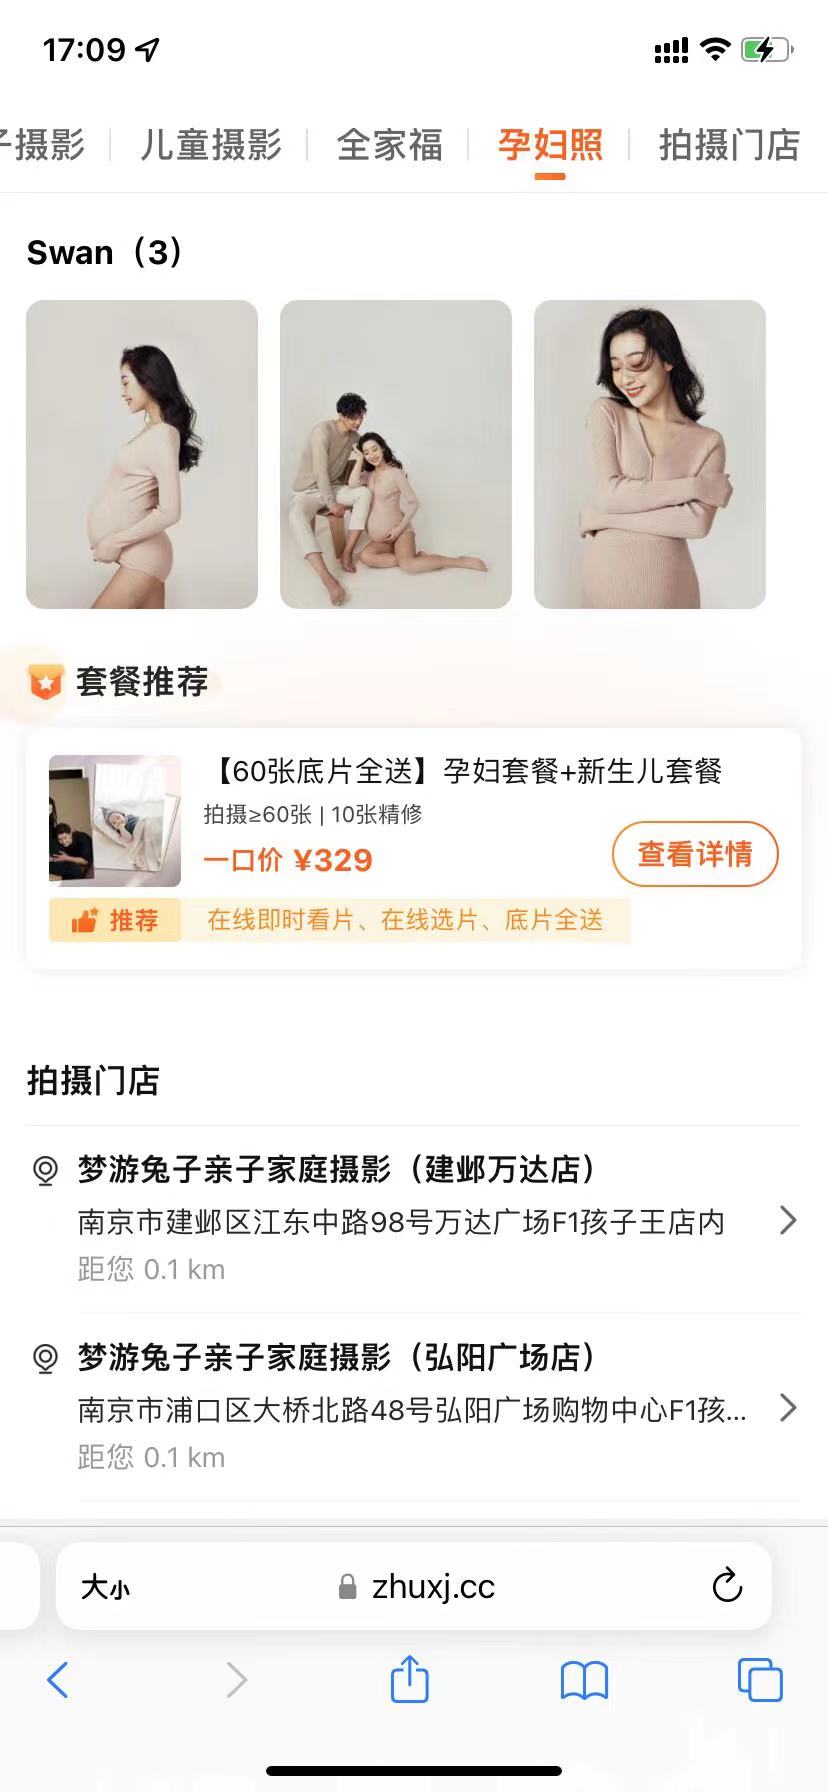 17:09
子摄影
儿童摄影
全家福
孕妇照
拍摄门店
Swan（3）
套餐推荐
【60张底片全送】孕妇套餐+新生儿套餐
拍摄≥60张 | 10张精修
一口价 ¥329
查看详情
推荐
在线即时看片、在线选片、底片全送
拍摄门店
梦游兔子亲子家庭摄影（建邺万达店）
南京市建邺区江东中路98号万达广场F1孩子王店内
距您 0.1 km
梦游兔子亲子家庭摄影（弘阳广场店）
南京市浦口区大桥北路48号弘阳广场购物中心F1孩...
距您 0.1 km
大小
zhuxj.cc